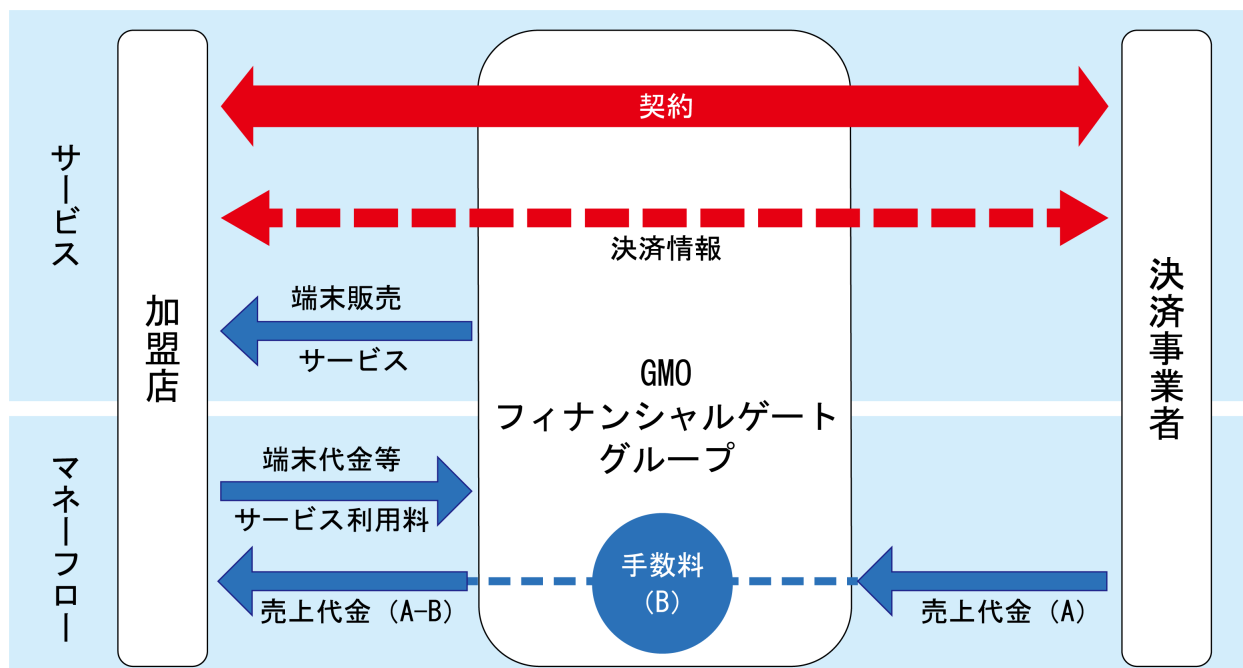 サービス
マネーフロー
加盟店
契約
決済情報
端末販売
サービス
GMO
フィナンシャルゲート
グループ
端末代金等
サービス利用料
売上代金 (A-B)
手数料
(B)
売上代金 (A)
決済事業者